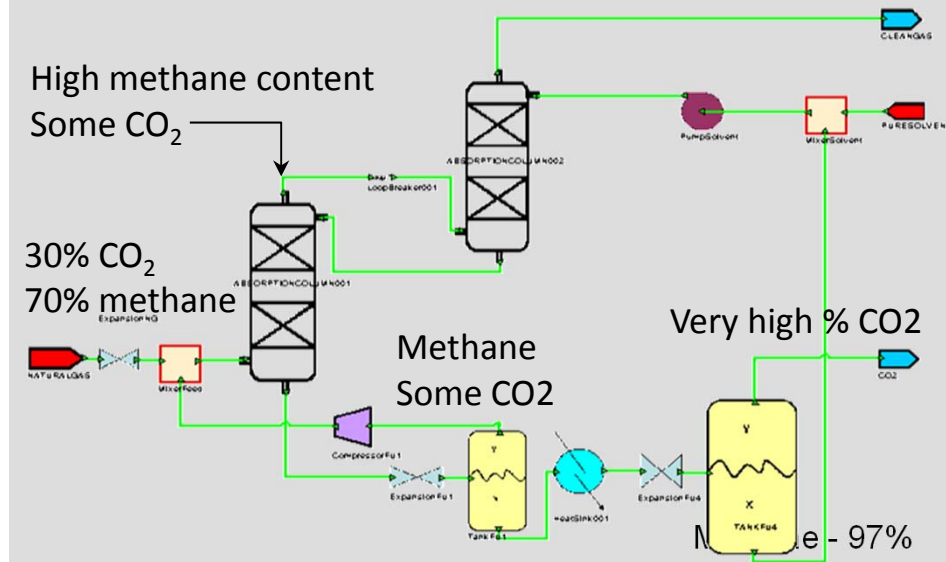 CLEANGAS
High methane content
Some CO₂
PumpSolvent
MixerSolvent
PURESOLVEN
ABSORPTIONCOLUMN002
LoopBreaker001
30% CO₂
ABSORPTIONCOLUMN001
70% methane
ExpansionNG
Very high % CO2
Methane
Some CO2
NATURALGAS
MixerFeed
CO2
CompressorFu1
Y
Y
ExpansionFu1
HeatSink001
ExpansionFu4
X
TankFu1
TANKFu4
- 97%